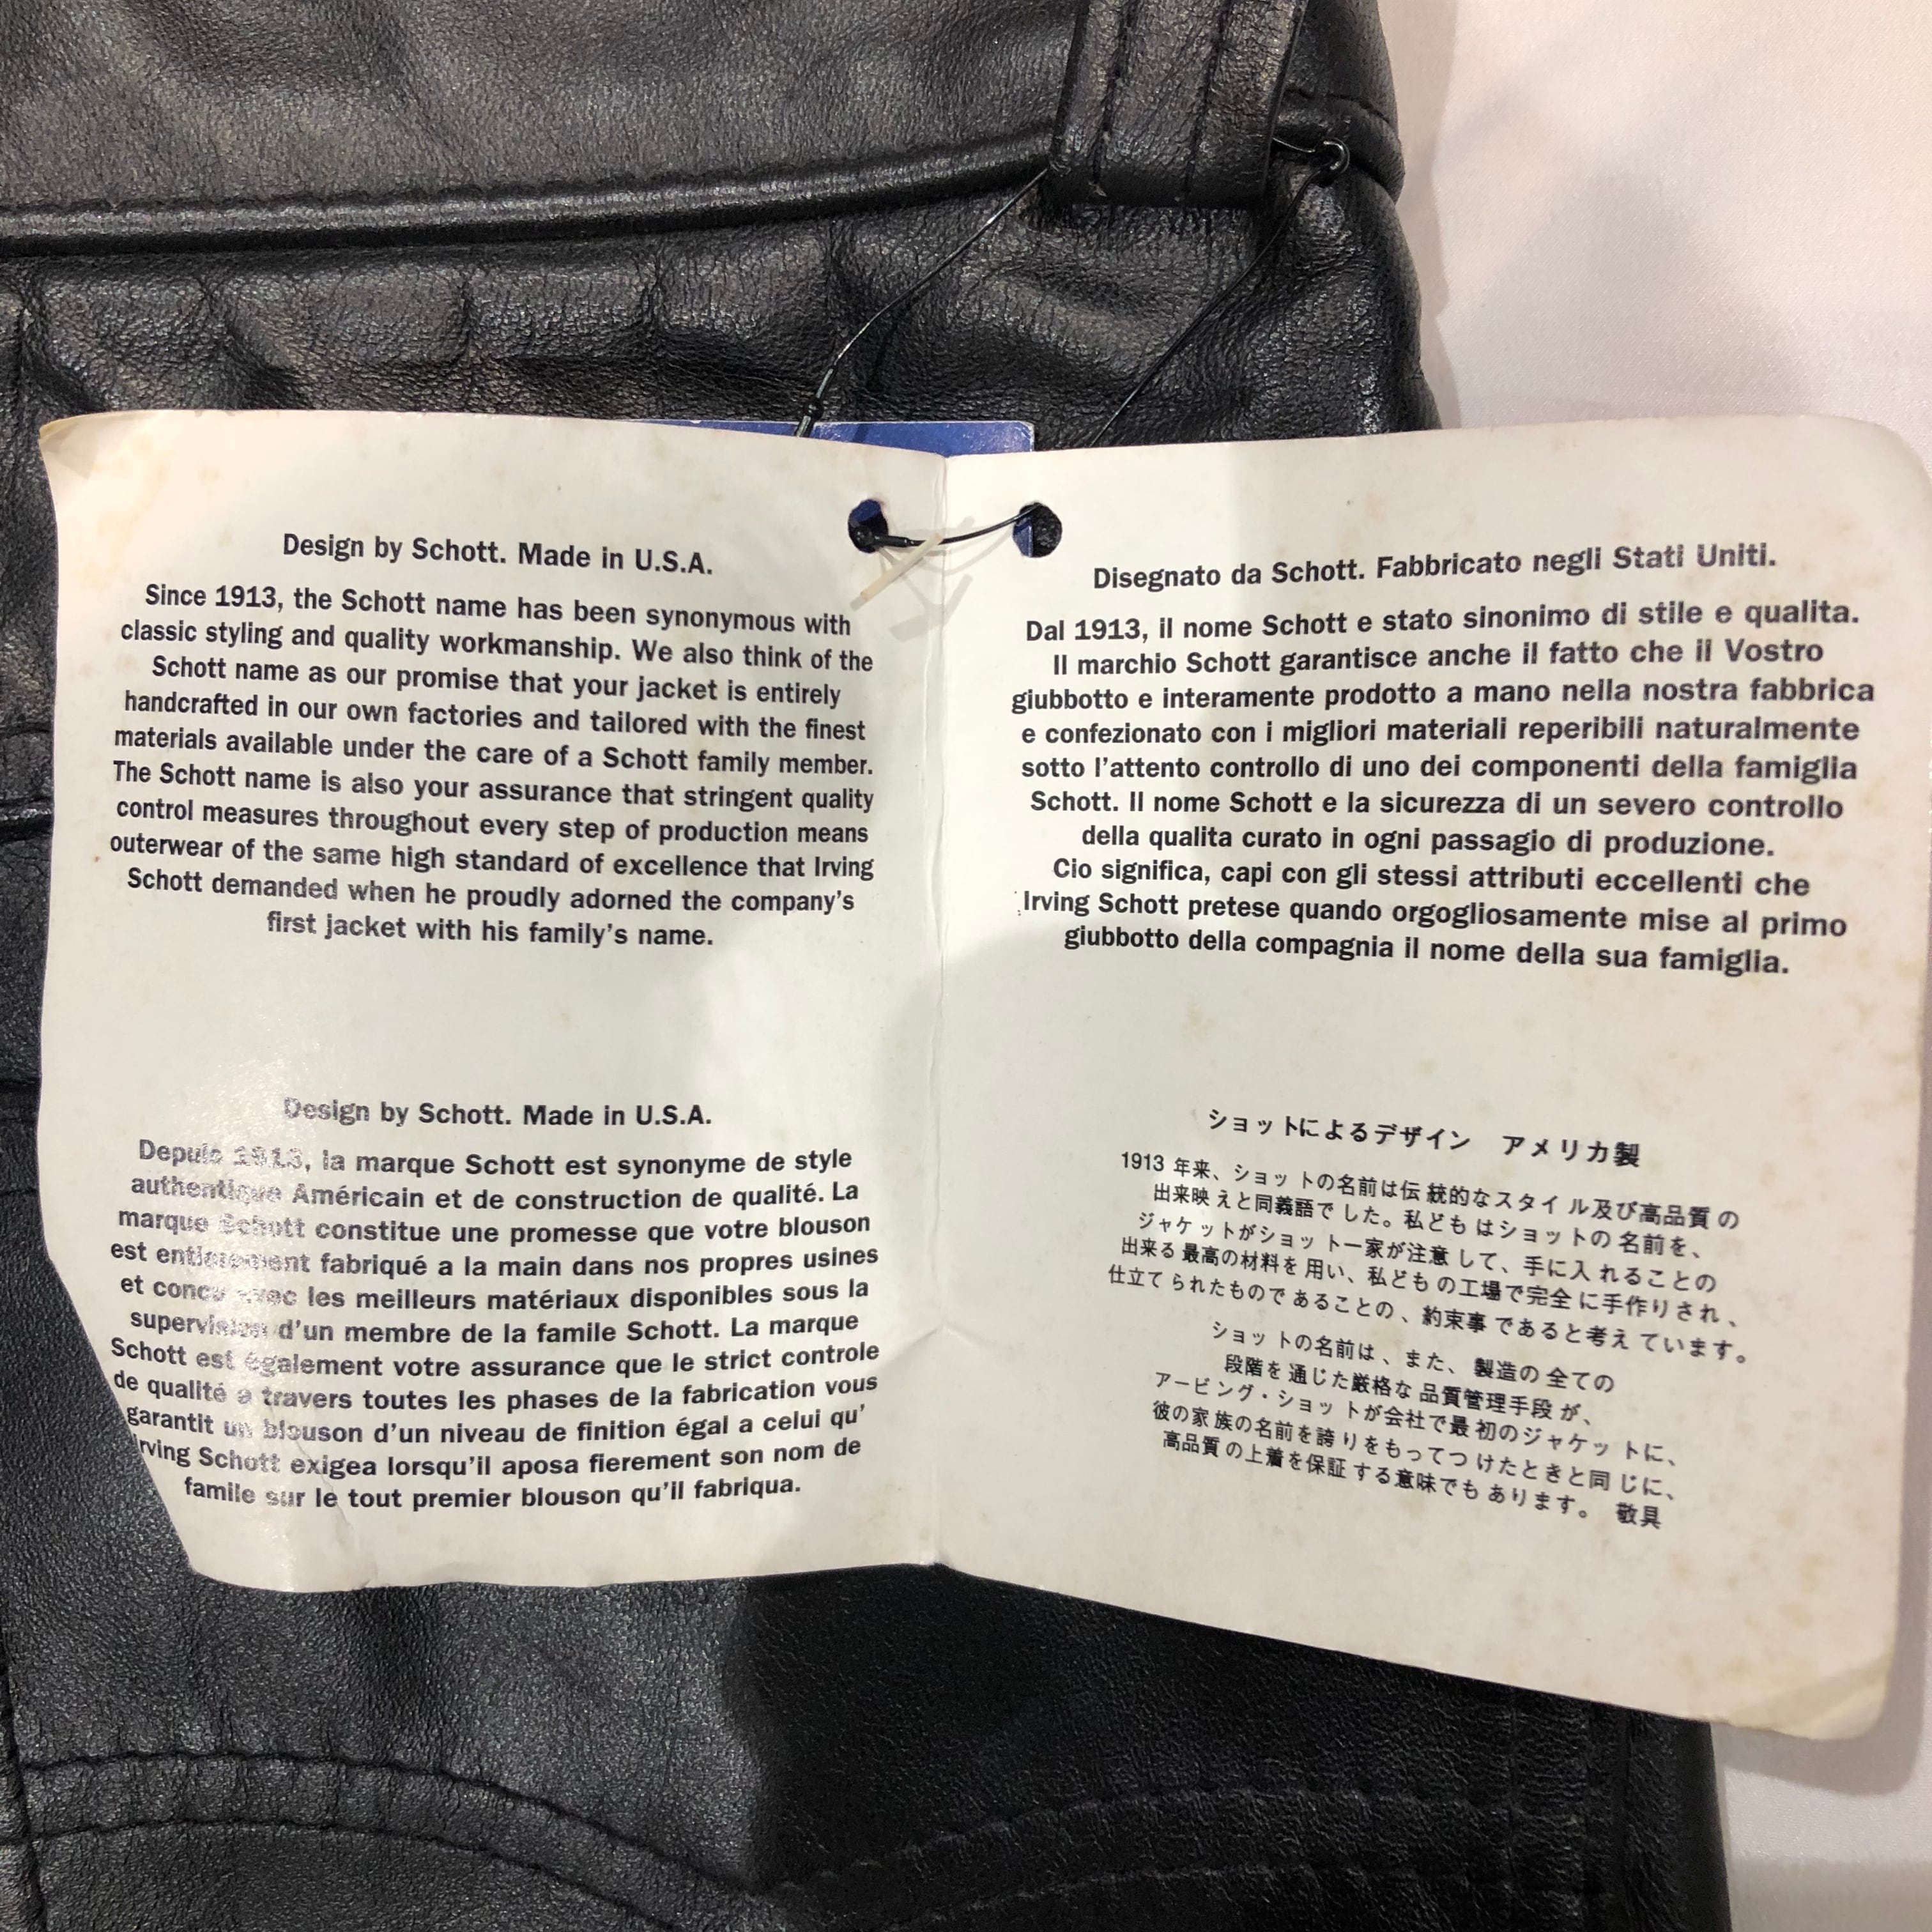 Design by Schott. Made in U.S.A.
Since 1913, the Schott name has been synonymous with
classic styling and quality workmanship. We also think of the
Schott name as our promise that your jacket is entirely
handcrafted in our own factories and tailored with the finest
materials available under the care of a Schott family member.
The Schott name is also your assurance that stringent quality
control measures throughout every step of production means
outerwear of the same high standard of excellence that Irving
Schott demanded when he proudly adorned the company's
first jacket with his family's name.
Design by Schott. Made in U.S.A.
Depuis 1913, la marque Schott est synonyme de style
authentique Américain et de construction de qualité. La
marque Schott constitue une promesse que votre blouson
est entierement fabriqué a la main dans nos propres usines
et concu avec les meilleurs matériaux disponibles sous la
supervision d'un membre de la famile Schott. La marque
Schott est également votre assurance que le strict controle
de qualité a travers toutes les phases de la fabrication vous
garantit un blouson d'un niveau de finition égal a celui qu'
Irving Schott exigea lorsqu'il aposa fierement son nom de
famile sur le tout premier blouson qu'il fabriqua.
Disegnato da Schott. Fabbricato negli Stati Uniti.
Dal 1913, il nome Schott e stato sinonimo di stile e qualita.
Il marchio Schott garantisce anche il fatto che il Vostro
giubbotto e interamente prodotto a mano nella nostra fabbrica
e confezionato con i migliori materiali reperibili naturalmente
sotto l'attento controllo di uno dei componenti della famiglia
Schott. Il nome Schott e la sicurezza di un severo controllo
della qualita curato in ogni passagio di produzione.
Cio significa, capi con gli stessi attributi eccellenti che
Irving Schott pretese quando orgogliosamente mise al primo
giubbotto della compagnia il nome della sua famiglia.
ショットによるデザイン アメリカ製
1913 年来、ショットの名前は伝統的なスタイル及び高品質の
出来映えと同義語でした。私どもはショットの名前を、
ジャケットがショット一家が注意して、手に入れることの
出来る最高の材料を用い、私どもの工場で完全に手作りされ、
仕立てられたものであることの、約束事であると考えています。
ショットの名前は、また、製造の全ての
段階を通じた厳格な品質管理手段が、
アービング・ショットが会社で最初のジャケットに、
彼の家族の名前を誇りをもってつけたときと同じに、
高品質の上着を保証する意味でもあります。 敬具